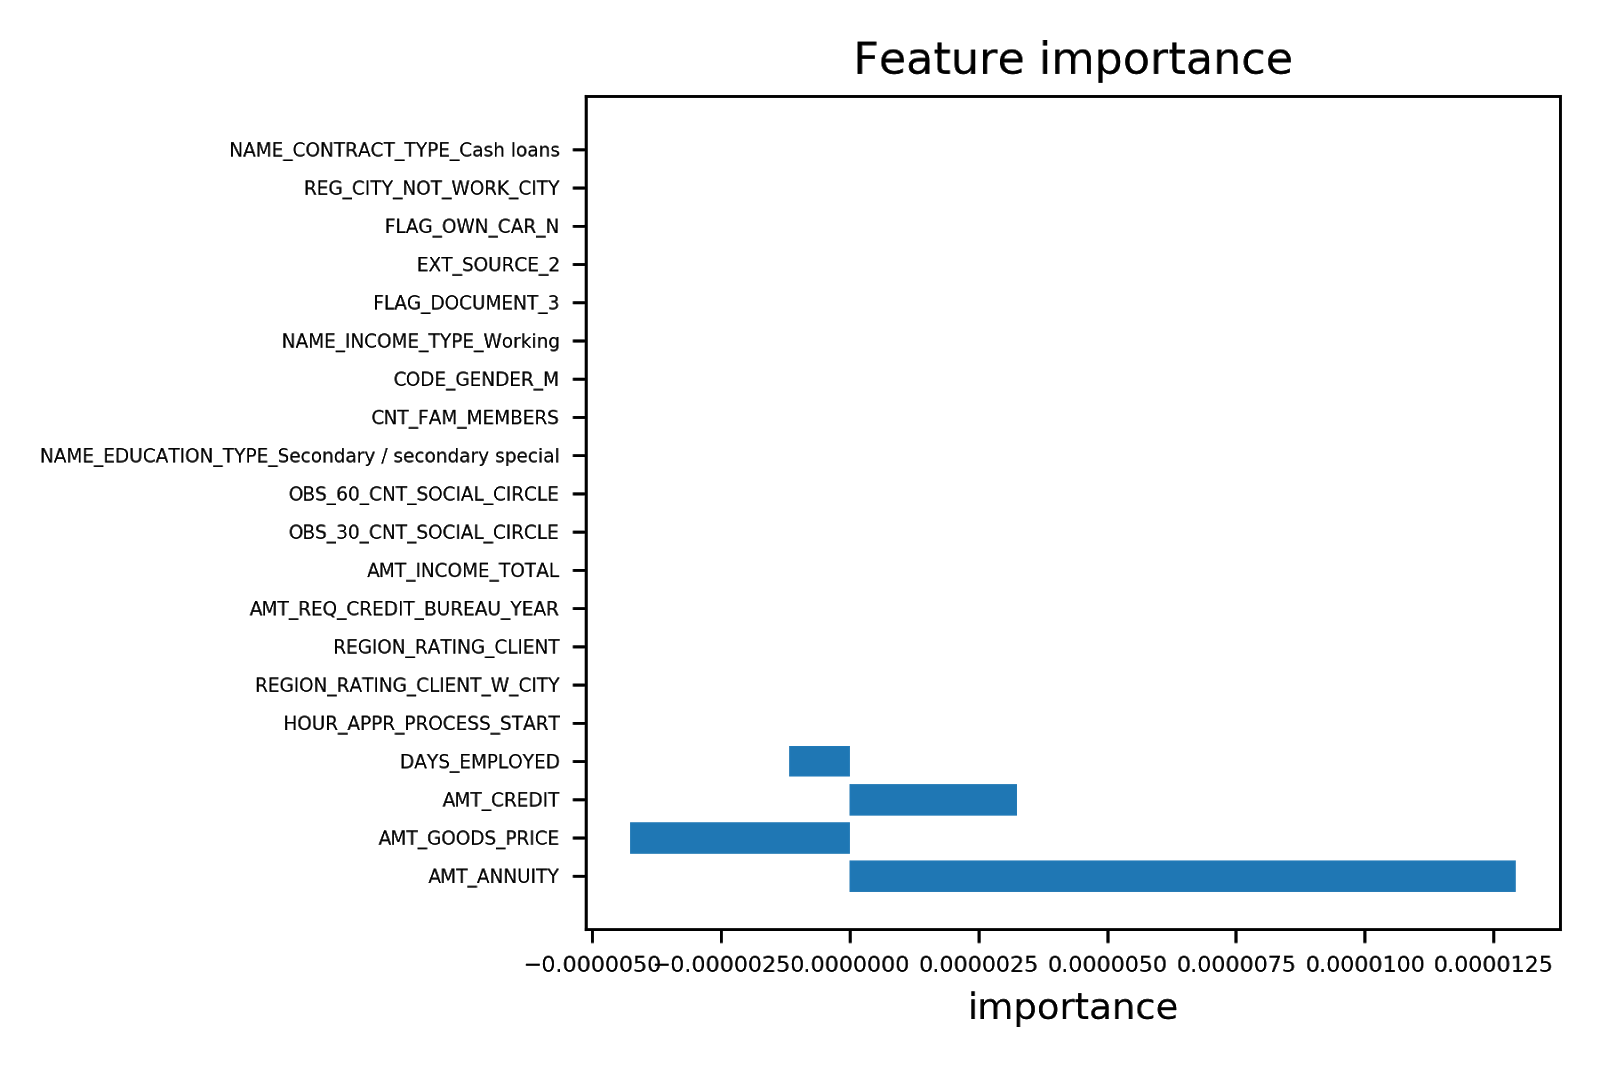 Feature importance
NAME_CONTRACT_TYPE_Cash loans
REG_CITY_NOT_WORK_CITY
FLAG_OWN_CAR_N
EXT_SOURCE_2
FLAG_DOCUMENT_3
NAME_INCOME_TYPE_Working
CODE_GENDER_M
CNT_FAM_MEMBERS
NAME_EDUCATION_TYPE_Secondary / secondary special
OBS_60_CNT_SOCIAL_CIRCLE
OBS_30_CNT_SOCIAL_CIRCLE
AMT_INCOME_TOTAL
AMT_REQ_CREDIT_BUREAU_YEAR
REGION_RATING_CLIENT
REGION_RATING_CLIENT_W_CITY
HOUR_APPR_PROCESS_START
DAYS_EMPLOYED
AMT_CREDIT
AMT_GOODS_PRICE
AMT_ANNUITY
−0.0000050 −0.0000025 0.0000000 0.0000025 0.0000050 0.0000075 0.0000100 0.0000125
importance